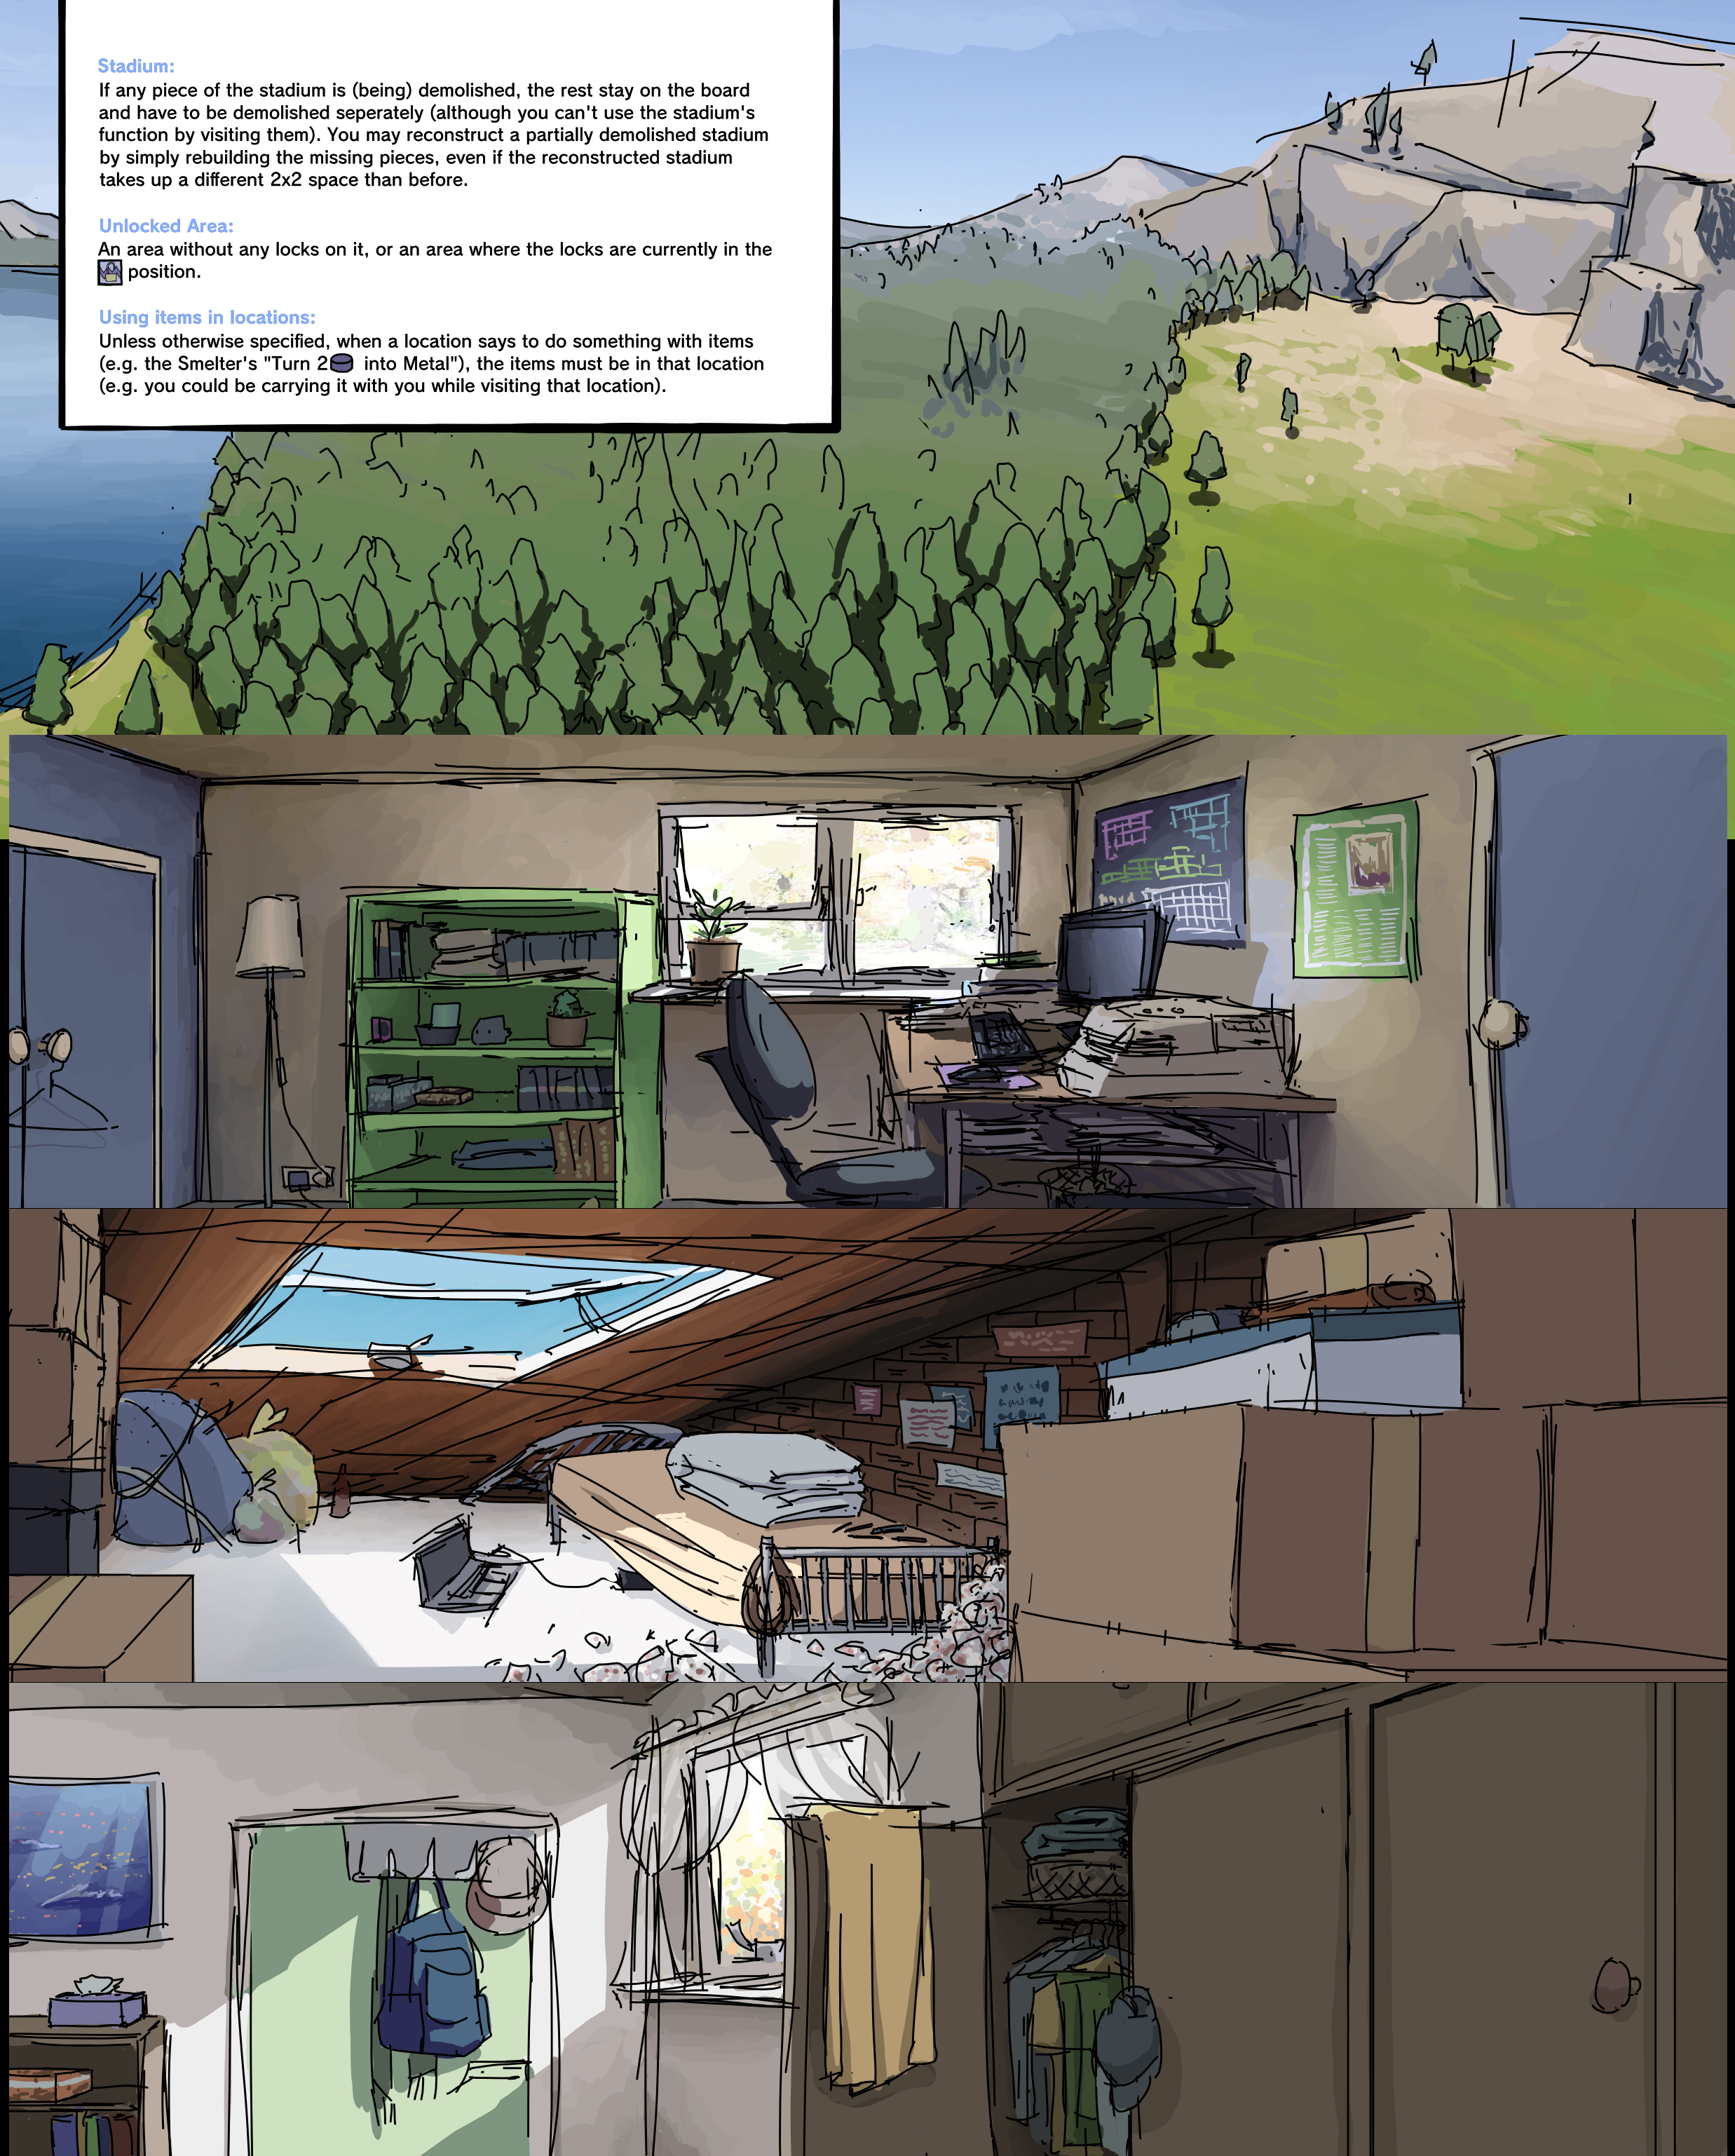 Stadium:
If any piece of the stadium is (being) demolished, the rest stay on the board
and have to be demolished seperately (although you can't use the stadium's
function by visiting them). You may reconstruct a partially demolished stadium
by simply rebuilding the missing pieces, even if the reconstructed stadium
takes up a different 2x2 space than before.
Unlocked Area:
An area without any locks on it, or an area where the locks are currently in the
position.
Using items in locations:
Unless otherwise specified, when a location says to do something with items
(e.g. the Smelter's "Turn 2 into Metal"), the items must be in that location
(e.g. you could be carrying it with you while visiting that location).